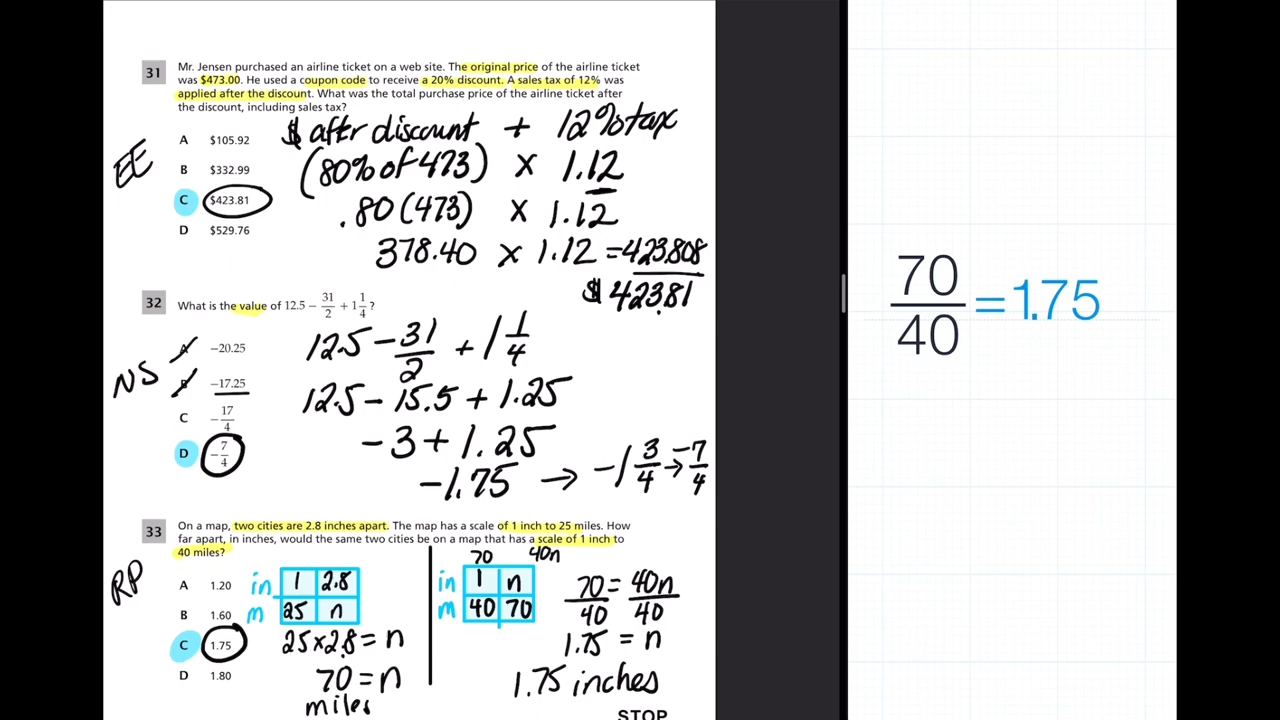 31 Mr. Jensen purchased an airline ticket on a web site. The original price of the airline ticket
was $473.00. He used a coupon code to receive a 20% discount. A sales tax of 12% was
applied after the discount. What was the total purchase price of the airline ticket after
the discount, including sales tax?
$ after discount + 12% tax
A $105.92
EE
(80% of 473) × 1.12
B $332.99
C $423.81
.80(473) × 1.12
D $529.76
378.40 × 1.12 = 423.808
$423.81
32 What is the value of 12.5 − 31/2 + 1 1/4 ?
12.5 − 31/2 + 1 1/4
A −20.25
NS
B −17.25
12.5 − 15.5 + 1.25
C −17/4
−3 + 1.25
D −7/4
−1.75 → −1 3/4 → −7/4
33 On a map, two cities are 2.8 inches apart. The map has a scale of 1 inch to 25 miles. How
far apart, in inches, would the same two cities be on a map that has a scale of 1 inch to
40 miles?
RP
A 1.20
B 1.60
C 1.75
D 1.80
in 1 2.8
m 25 n
25 × 2.8 = n
70 = n
miles
70 40n
in 1 n
m 40 70
70/40 = 40n/40
1.75 = n
1.75 inches
STOP
70/40 = 1.75